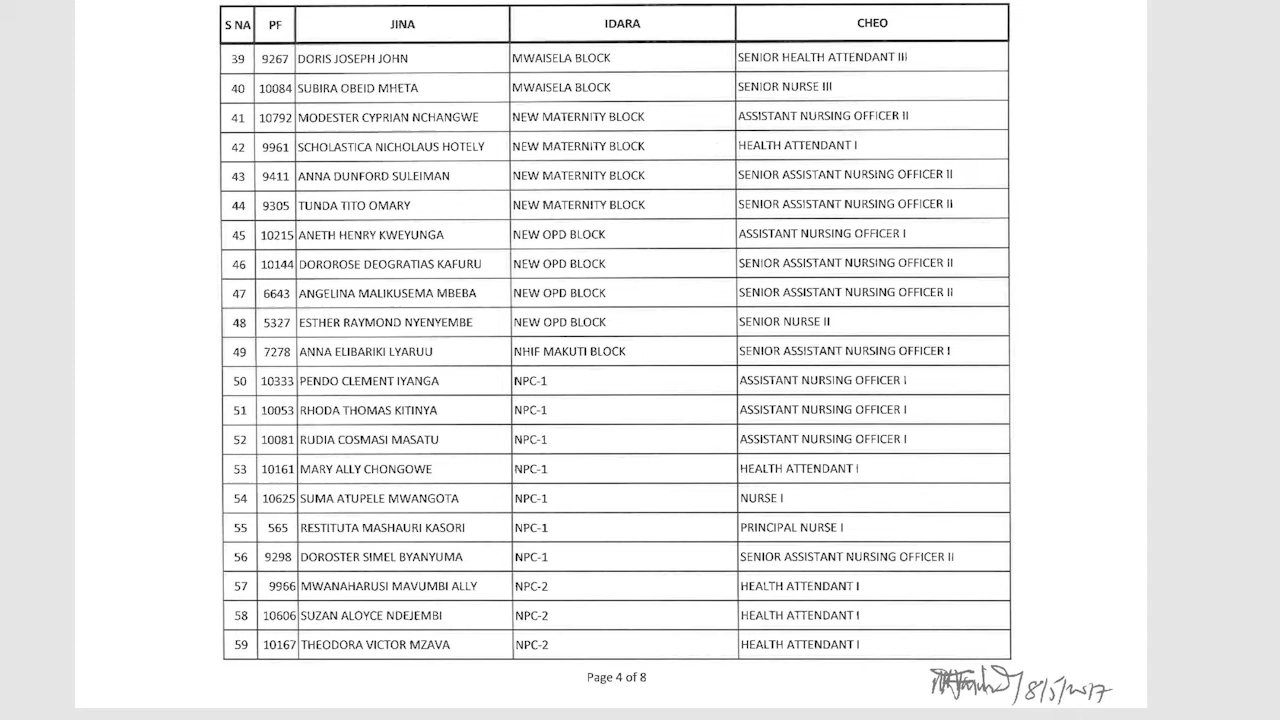 S NA PF JINA IDARA CHEO
39 9267 DORIS JOSEPH JOHN MWAISELA BLOCK SENIOR HEALTH ATTENDANT III
40 10084 SUBIRA OBEID MHETA MWAISELA BLOCK SENIOR NURSE III
41 10792 MODESTER CYPRIAN NCHANGWE NEW MATERNITY BLOCK ASSISTANT NURSING OFFICER II
42 9961 SCHOLASTICA NICHOLAUS HOTELY NEW MATERNITY BLOCK HEALTH ATTENDANT I
43 9411 ANNA DUNFORD SULEIMAN NEW MATERNITY BLOCK SENIOR ASSISTANT NURSING OFFICER II
44 9305 TUNDA TITO OMARY NEW MATERNITY BLOCK SENIOR ASSISTANT NURSING OFFICER II
45 10215 ANETH HENRY KWEYUNGA NEW OPD BLOCK ASSISTANT NURSING OFFICER I
46 10144 DOROROSE DEOGRATIAS KAFURU NEW OPD BLOCK SENIOR ASSISTANT NURSING OFFICER II
47 6643 ANGELINA MALIKUSEMA MBEBA NEW OPD BLOCK SENIOR ASSISTANT NURSING OFFICER II
48 5327 ESTHER RAYMOND NYENYEMBE NEW OPD BLOCK SENIOR NURSE II
49 7278 ANNA ELIBARIKI LYARUU NHIF MAKUTI BLOCK SENIOR ASSISTANT NURSING OFFICER I
50 10333 PENDO CLEMENT IYANGA NPC-1 ASSISTANT NURSING OFFICER I
51 10053 RHODA THOMAS KITINYA NPC-1 ASSISTANT NURSING OFFICER I
52 10081 RUDIA COSMASI MASATU NPC-1 ASSISTANT NURSING OFFICER I
53 10161 MARY ALLY CHONGOWE NPC-1 HEALTH ATTENDANT I
54 10625 SUMA ATUPELE MWANGOTA NPC-1 NURSE I
55 565 RESTITUTA MASHAURI KASORI NPC-1 PRINCIPAL NURSE I
56 9298 DOROSTER SIMEL BYANYUMA NPC-1 SENIOR ASSISTANT NURSING OFFICER II
57 9966 MWANAHARUSI MAVUMBI ALLY NPC-2 HEALTH ATTENDANT I
58 10606 SUZAN ALOYCE NDEJEMBI NPC-2 HEALTH ATTENDANT I
59 10167 THEODORA VICTOR MZAVA NPC-2 HEALTH ATTENDANT I
Page 4 of 8
8/5/2017